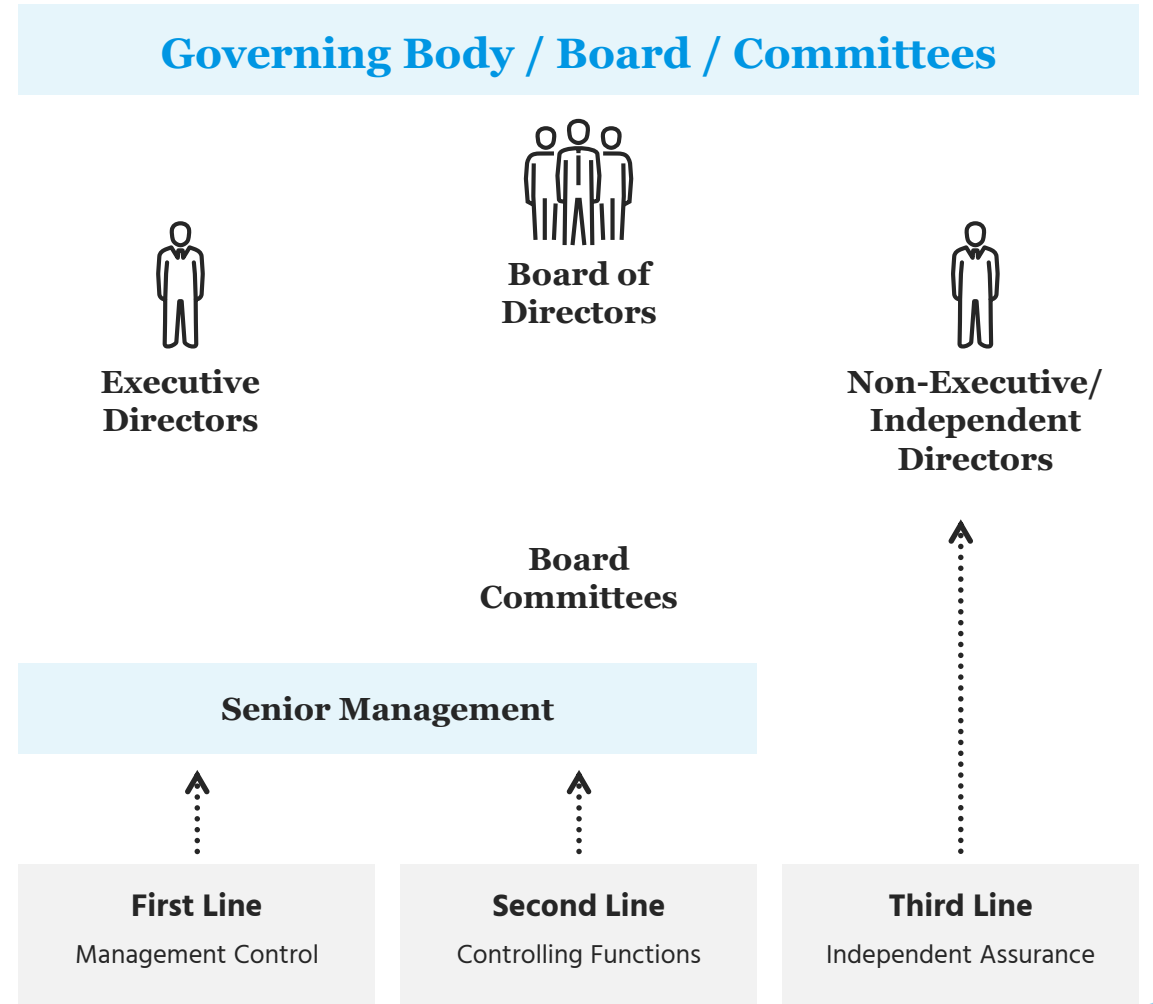 Governing Body / Board / Committees
Board of
Directors
Executive
Directors
Non-Executive/
Independent
Directors
Board
Committees
Senior Management
First Line
Management Control
Second Line
Controlling Functions
Third Line
Independent Assurance